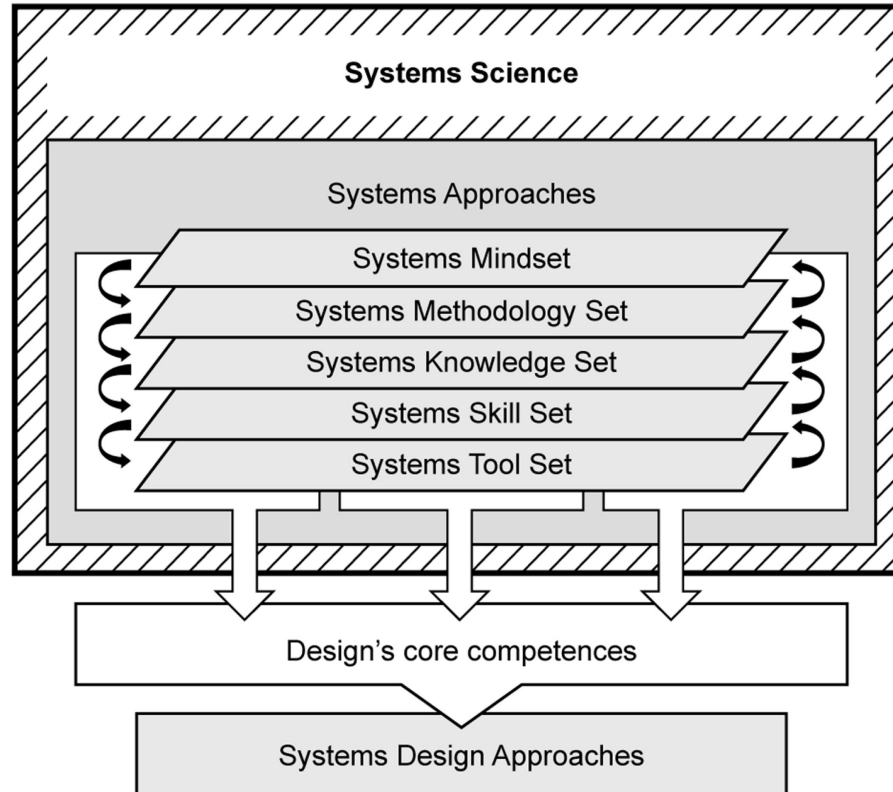 Systems Science
Systems Approaches
Systems Mindset
Systems Methodology Set
Systems Knowledge Set
Systems Skill Set
Systems Tool Set
Design’s core competences
Systems Design Approaches